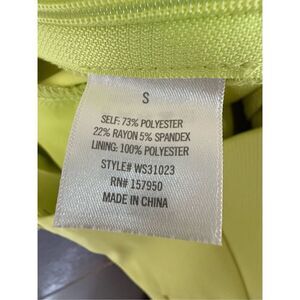 S
SELF: 73% POLYESTER
22% RAYON 5% SPANDEX
LINING: 100% POLYESTER
STYLE# WS31023
RN# 157950
MADE IN CHINA